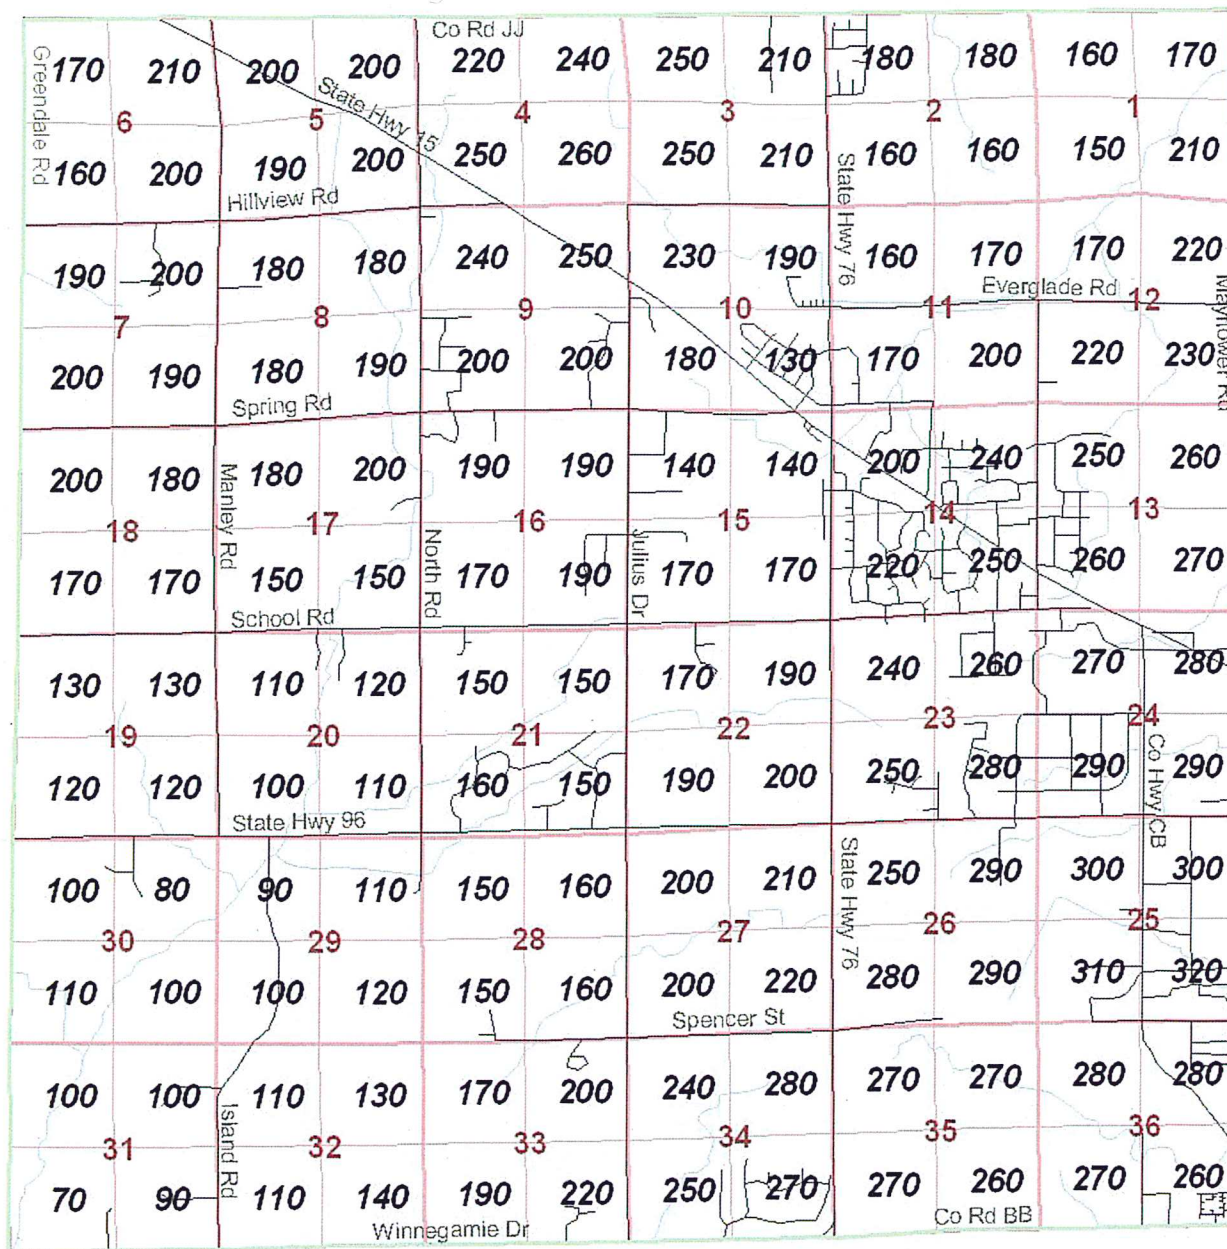 Co Rd JJ
170 210 200 200 220 240 250 210 180 180 160 170
Greendale Rd
State Hwy 15
6 5 4 3 2 1
160 200 190 200 250 260 250 210 160 160 150 210
Hillview Rd
State Hwy 76
190 200 180 180 240 250 230 190 160 170 170 220
Everglade Rd
7 8 9 10 11 12
Mayflower Rd
200 190 180 190 200 200 180 130 170 200 220 230
Spring Rd
200 180 180 200 190 190 140 140 200 240 250 260
Manley Rd
18 17 16 15 14 13
North Rd
Julius Dr
170 170 150 150 170 190 170 170 220 250 260 270
School Rd
130 130 110 120 150 150 170 190 240 260 270 280
19 20 21 22 23 24
Co Hwy CB
120 120 100 110 160 150 190 200 250 280 290 290
State Hwy 96
100 80 90 110 150 160 200 210 250 290 300 300
State Hwy 76
30 29 28 27 26 25
110 100 100 120 150 160 200 220 280 290 310 320
Spencer St
100 100 110 130 170 200 240 280 270 270 280 280
Island Rd
31 32 33 34 35 36
70 90 110 140 190 220 250 270 270 260 270 260
Winnegamie Dr
Co Rd BB